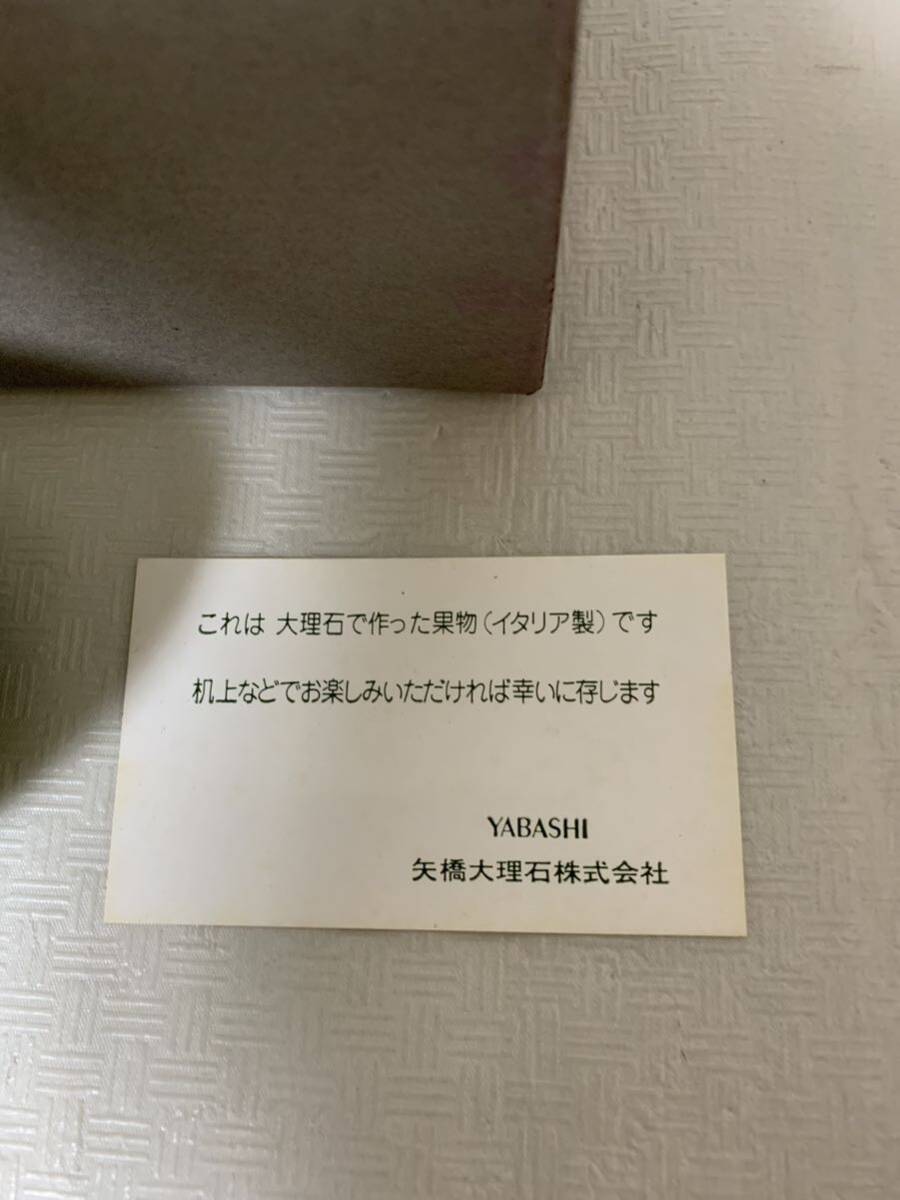 これは 大理石で作った果物(イタリア製)です
机上などでお楽しみいただければ幸いに存じます
YABASHI
矢橋大理石株式会社